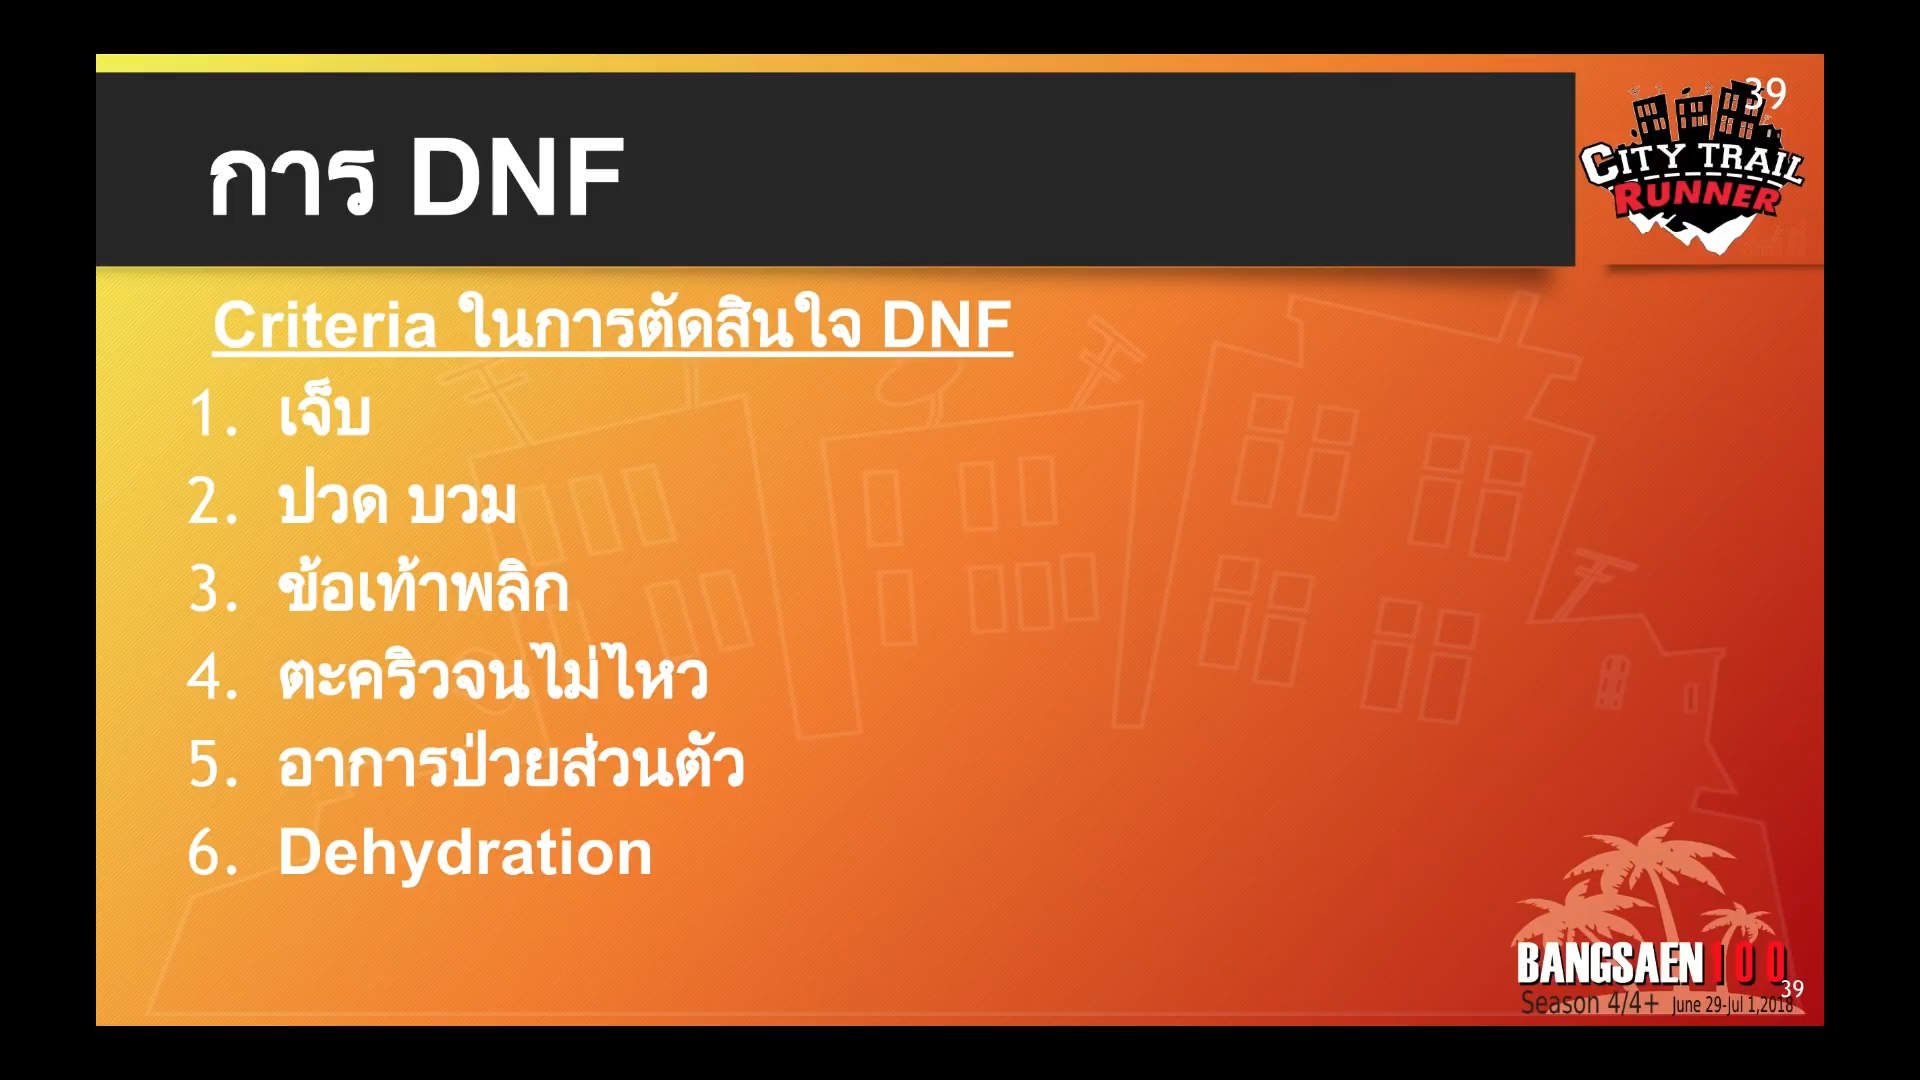 การ DNF
39
CITY TRAIL
RUNNER
Criteria ในการตัดสินใจ DNF
1. เจ็บ
2. ปวด บวม
3. ข้อเท้าพลิก
4. ตะคริวจนไม่ไหว
5. อาการป่วยส่วนตัว
6. Dehydration
BANGSAEN100
39
Season 4/4+ June 29-Jul 1,2018